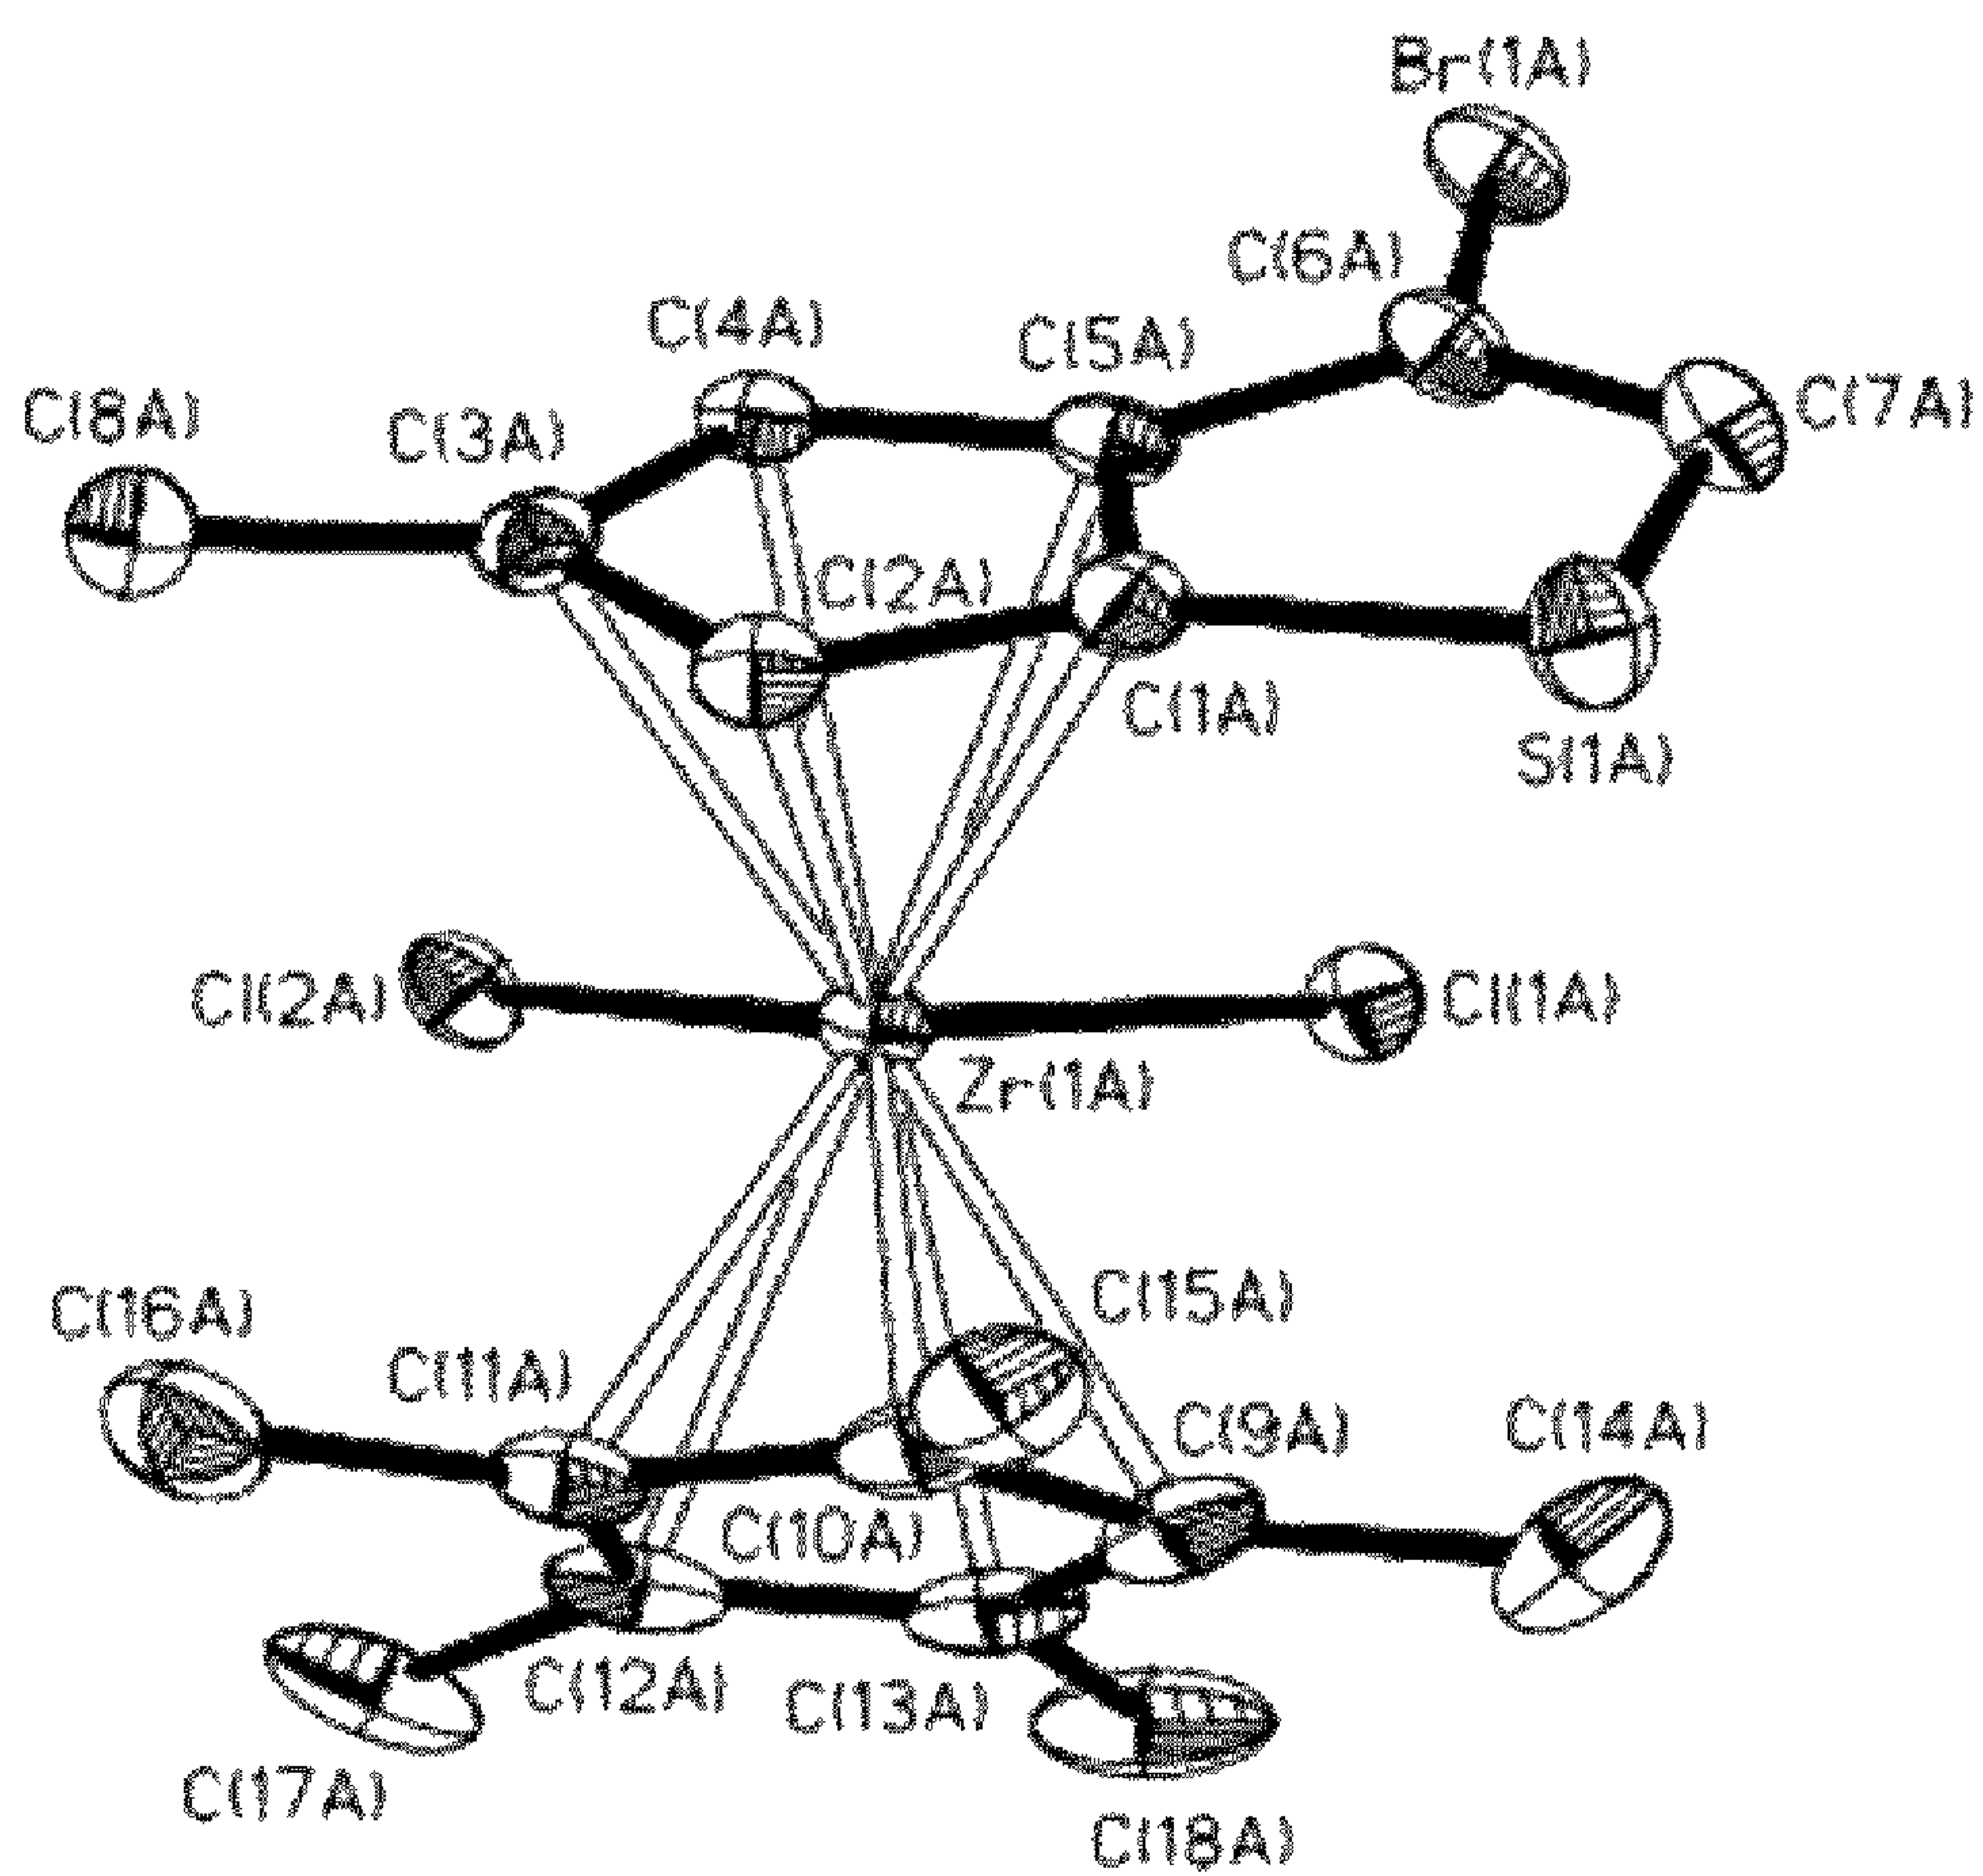 Br(1A)
C(6A)
C(4A)
C(5A)
C(8A)
C(3A)
C(7A)
C(2A)
C(1A)
S(1A)
Cl(2A)
Cl(1A)
Zr(1A)
C(15A)
C(16A)
C(11A)
C(9A)
C(14A)
C(10A)
C(12A)
C(13A)
C(17A)
C(18A)